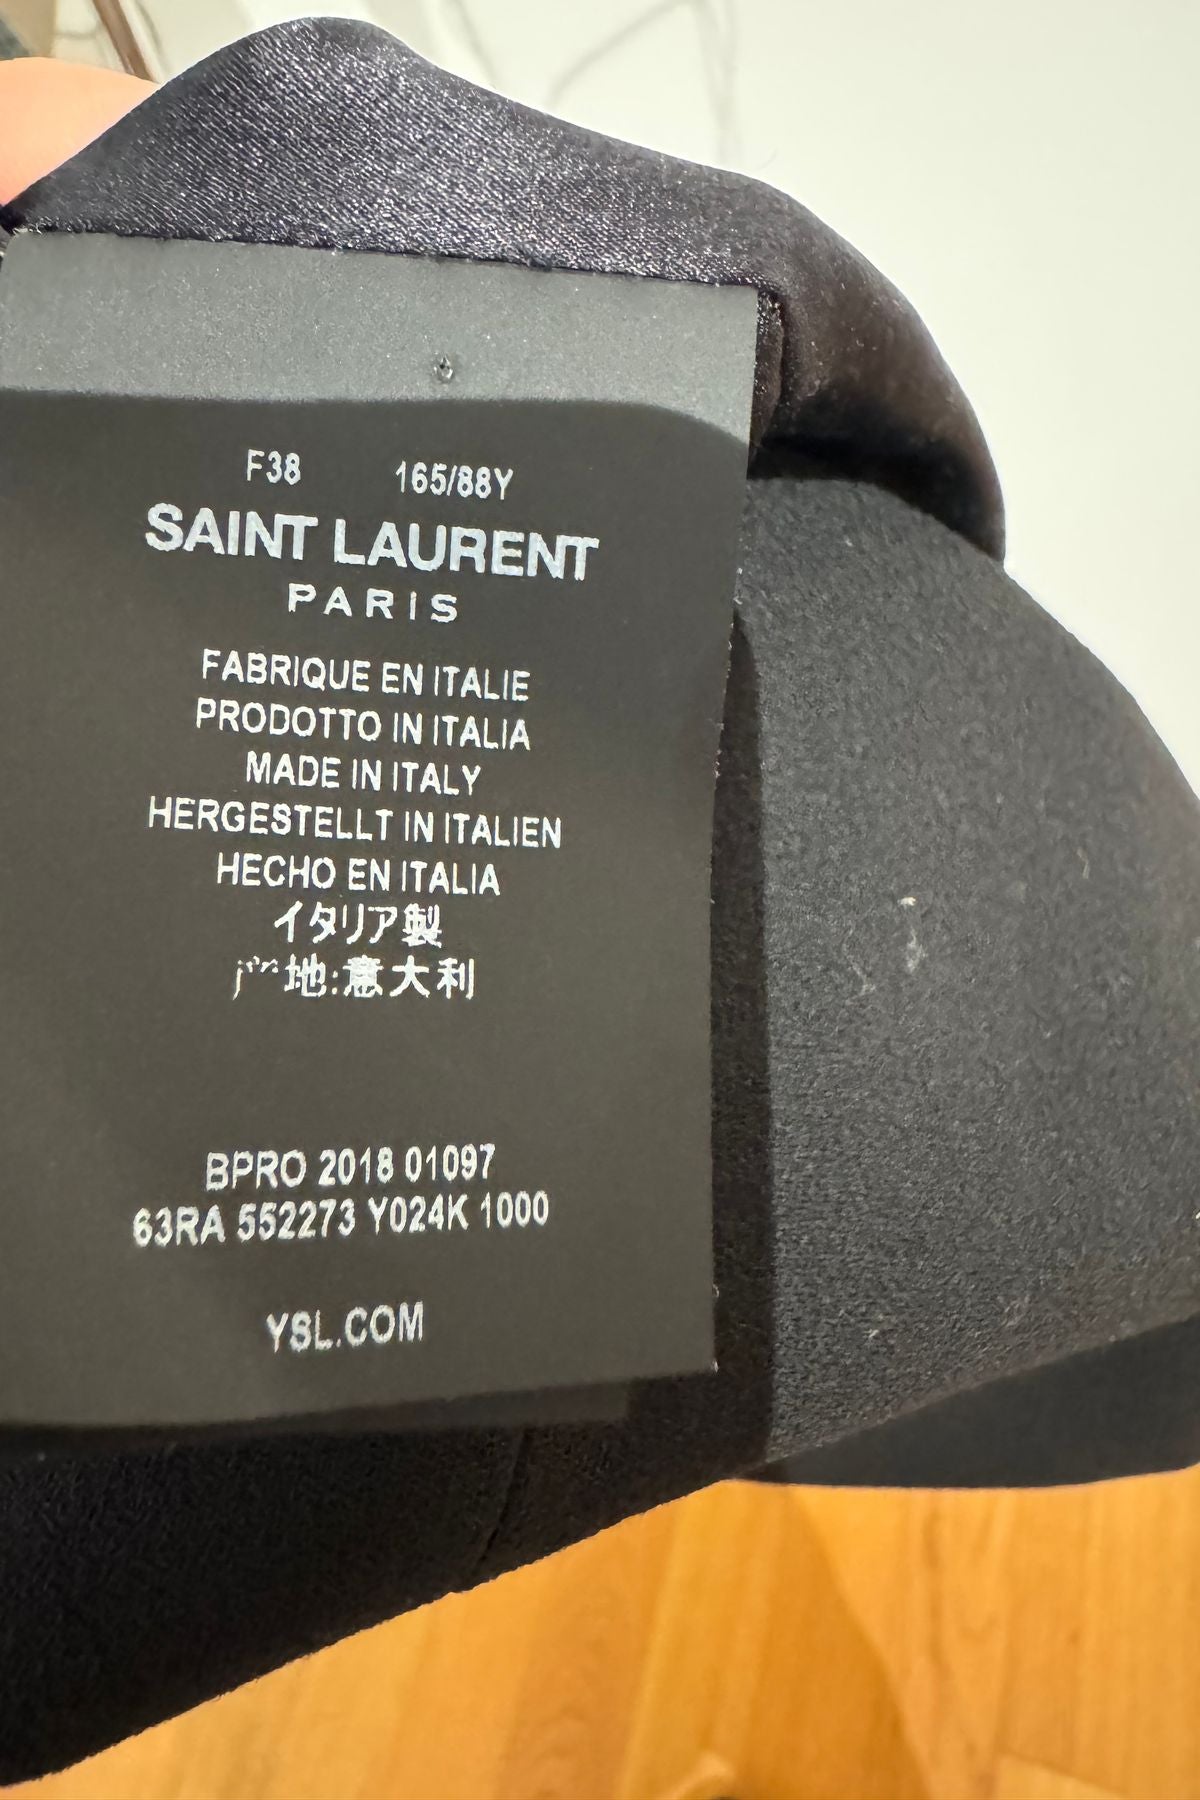 F38 165/88Y
SAINT LAURENT
PARIS
FABRIQUE EN ITALIE
PRODOTTO IN ITALIA
MADE IN ITALY
HERGESTELLT IN ITALIEN
HECHO EN ITALIA
イタリア製
地:意大利
BPRO 2018 01097
63RA 552273 Y024K 1000
YSL.COM